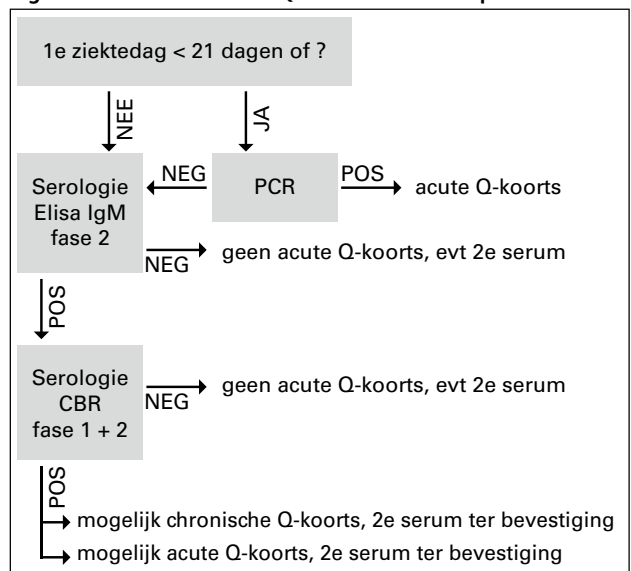 1e ziektedag < 21 dagen of ?
NEE
JA
Serologie
Elisa IgM
fase 2
NEG
PCR
POS
acute Q-koorts
NEG
geen acute Q-koorts, evt 2e serum
POS
Serologie
CBR
fase 1 + 2
NEG
geen acute Q-koorts, evt 2e serum
POS
mogelijk chronische Q-koorts, 2e serum ter bevestiging
mogelijk acute Q-koorts, 2e serum ter bevestiging